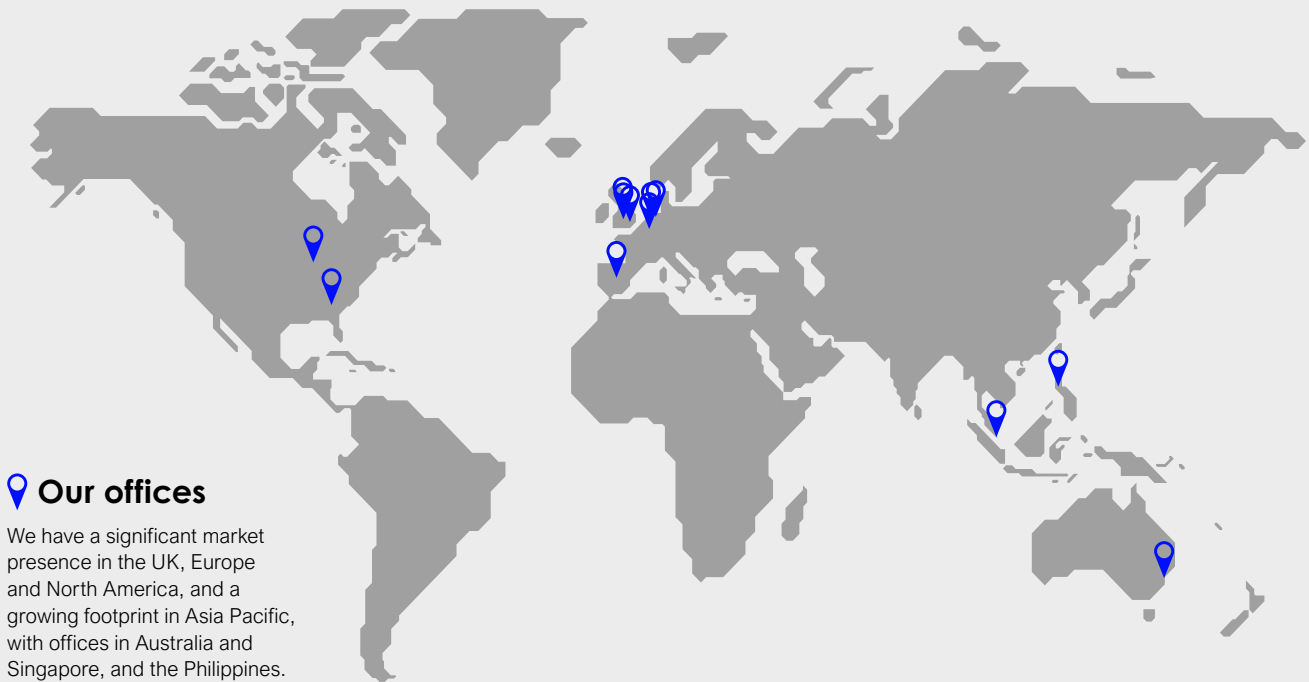 Our offices
We have a significant market
presence in the UK, Europe
and North America, and a
growing footprint in Asia Pacific,
with offices in Australia and
Singapore, and the Philippines.